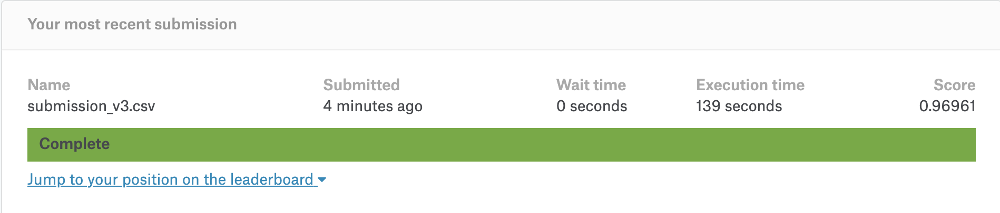 Your most recent submission
Name Submitted Wait time Execution time Score
submission_v3.csv 4 minutes ago 0 seconds 139 seconds 0.96961
Complete
Jump to your position on the leaderboard